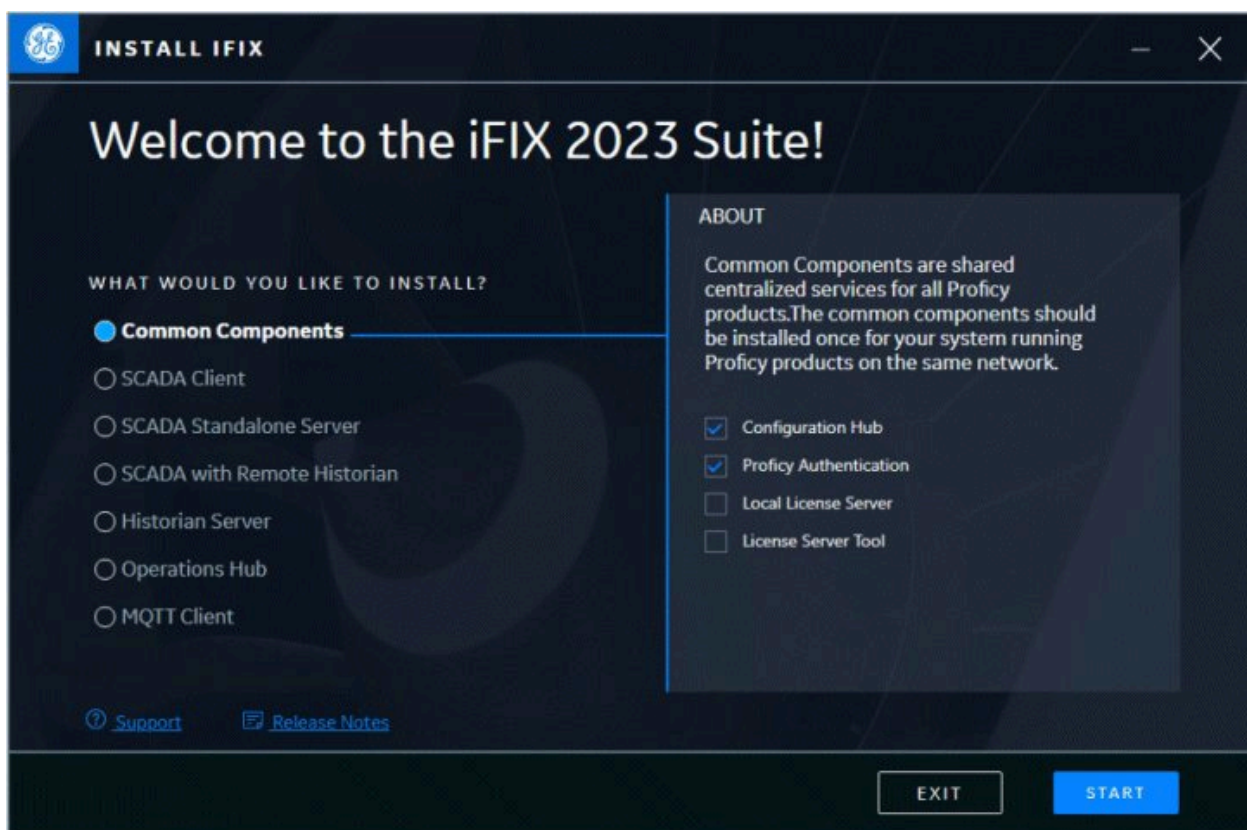 INSTALL IFIX
Welcome to the iFIX 2023 Suite!
WHAT WOULD YOU LIKE TO INSTALL?
Common Components
SCADA Client
SCADA Standalone Server
SCADA with Remote Historian
Historian Server
Operations Hub
MQTT Client
ABOUT
Common Components are shared
centralized services for all Proficy
products.The common components should
be installed once for your system running
Proficy products on the same network.
Configuration Hub
Proficy Authentication
Local License Server
License Server Tool
Support
Release Notes
EXIT
START